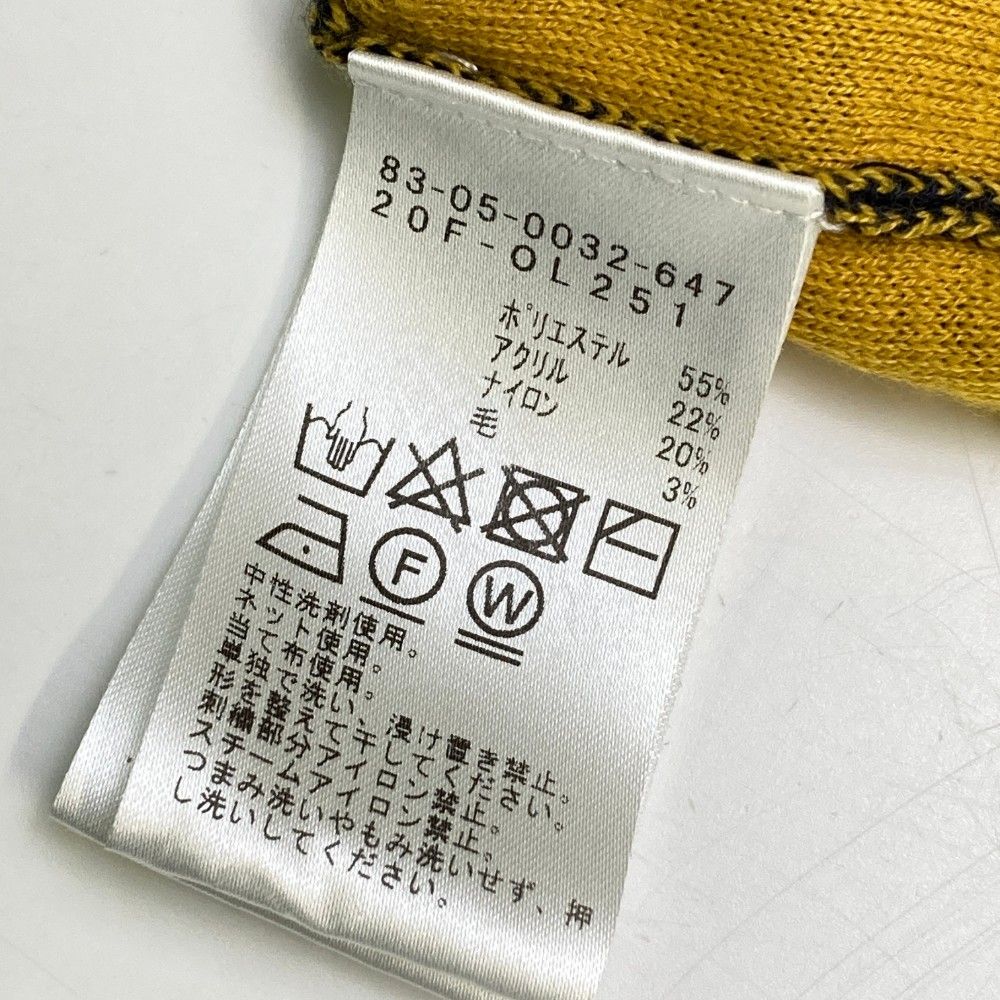 83-05-0032-647
20F-OL251
ポリエステル 55%
アクリル 22%
ナイロン 20%
毛 3%
F
W
中性洗剤使用。
ネット使用。
当て布使用。
単独で洗い、浸け置き禁止。
形を整えて干してください。
刺繍部分アイロン禁止。
スチームアイロン禁止。
つまみ洗いやもみ洗いせず、押
し洗いしてください。